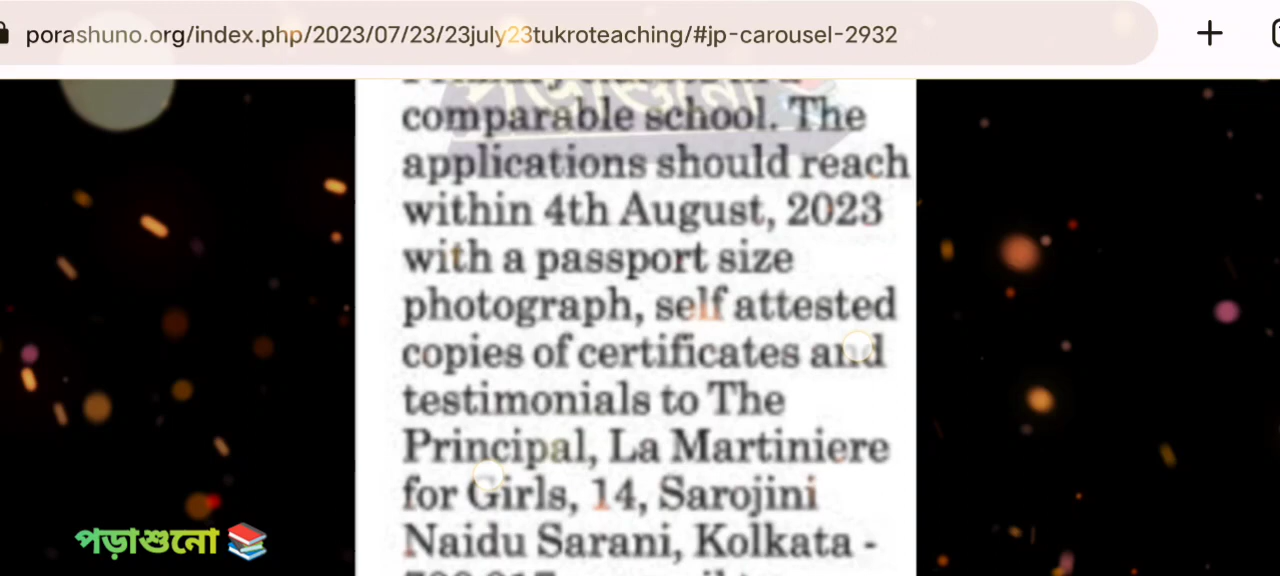 porashuno.org/index.php/2023/07/23/23july23tukroteaching/#jp-carousel-2932
পড়াশুনো
comparable school. The
applications should reach
within 4th August, 2023
with a passport size
photograph, self attested
copies of certificates and
testimonials to The
Principal, La Martiniere
for Girls, 14, Sarojini
Naidu Sarani, Kolkata -
পড়াশুনো